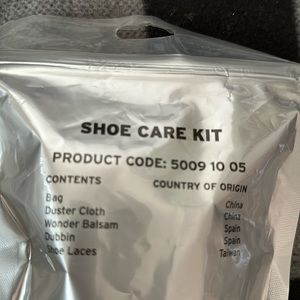 SHOE CARE KIT
PRODUCT CODE: 5009 10 05
CONTENTS COUNTRY OF ORIGIN
Bag China
Duster Cloth China
Wonder Balsam Spain
Dubbin Spain
Shoe Laces Taiwan